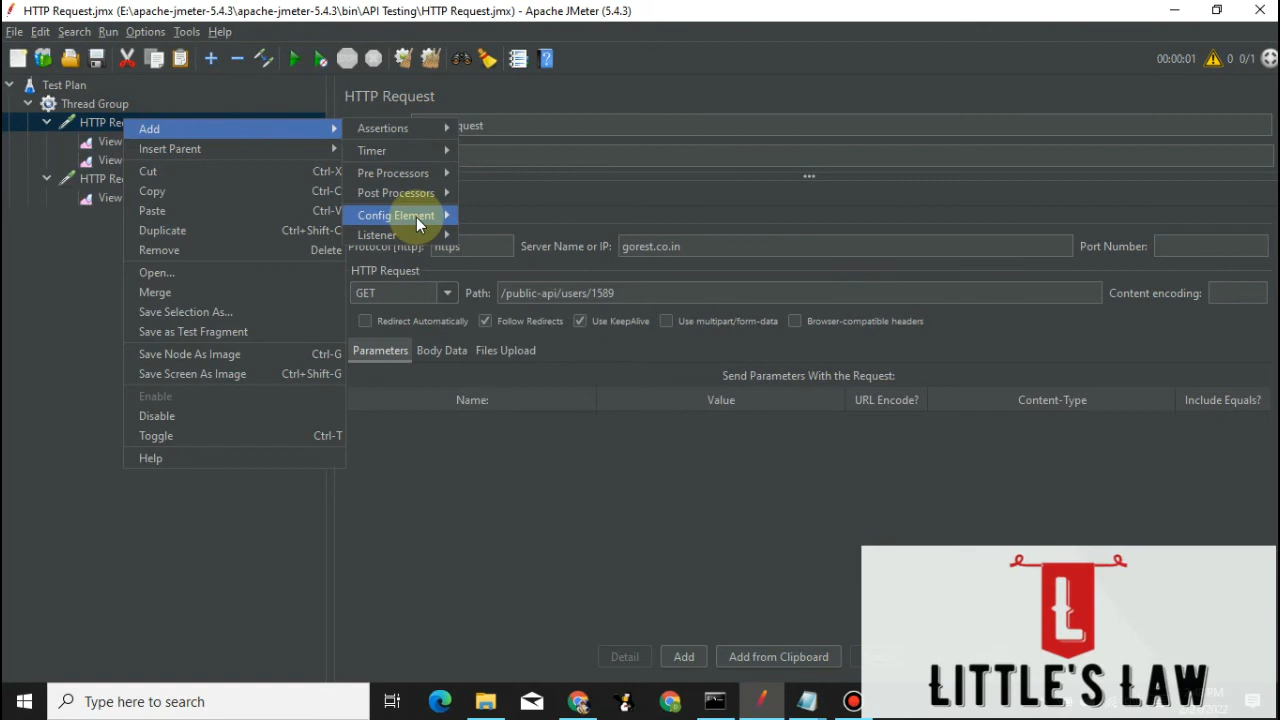 HTTP Request.jmx (E:\apache-jmeter-5.4.3\apache-jmeter-5.4.3\bin\API Testing\HTTP Request.jmx) - Apache JMeter (5.4.3)
File Edit Search Run Options Tools Help
00:00:01 0 0/1
Test Plan
Thread Group
HTTP Re
View
View
HTTP Re
View
Add
Insert Parent
Cut Ctrl-X
Copy Ctrl-C
Paste Ctrl-V
Duplicate Ctrl+Shift-C
Remove Delete
Open...
Merge
Save Selection As...
Save as Test Fragment
Save Node As Image Ctrl-G
Save Screen As Image Ctrl+Shift-G
Enable
Disable
Toggle Ctrl-T
Help
Assertions
Timer
Pre Processors
Post Processors
Config Element
Listener
HTTP Request
quest
Protocol [http]: https Server Name or IP: gorest.co.in Port Number:
HTTP Request
GET Path: /public-api/users/1589 Content encoding:
Redirect Automatically Follow Redirects Use KeepAlive Use multipart/form-data Browser-compatible headers
Parameters Body Data Files Upload
Send Parameters With the Request:
Name: Value URL Encode? Content-Type Include Equals?
Detail Add Add from Clipboard
L
LITTLE'S LAW
Type here to search